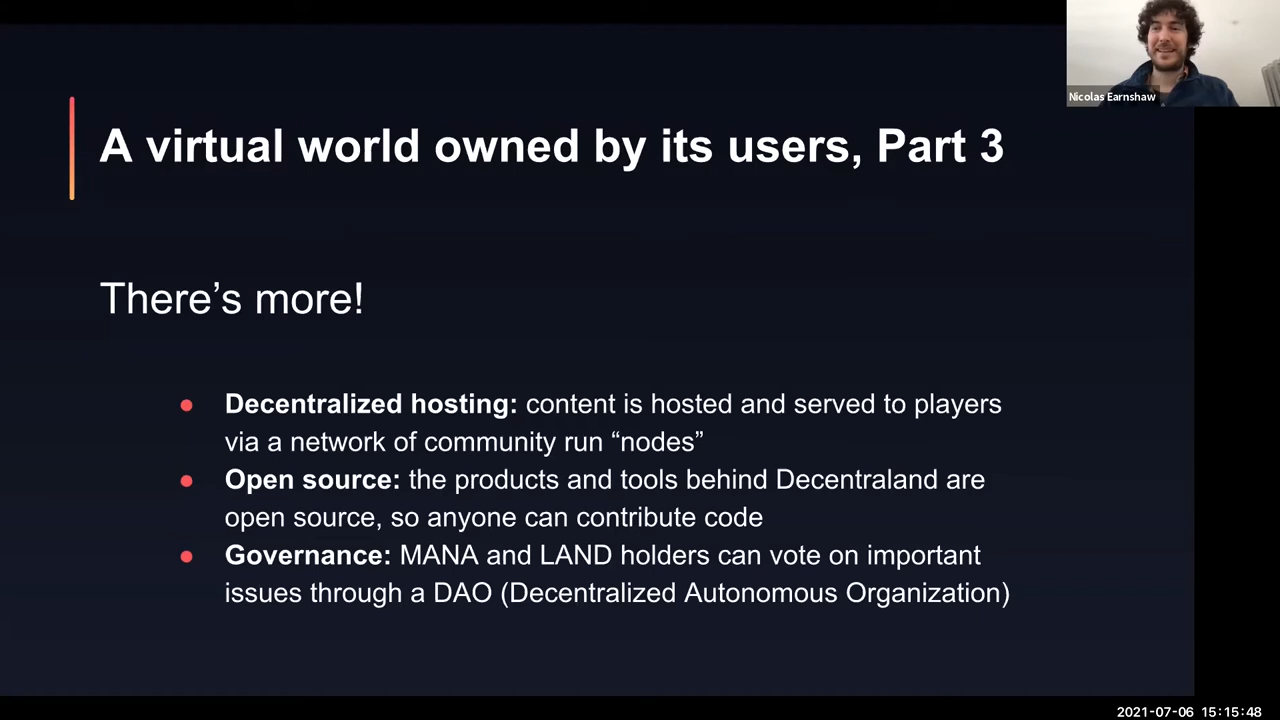 A virtual world owned by its users, Part 3
Nicolas Earnshaw
There’s more!
● Decentralized hosting: content is hosted and served to players
via a network of community run “nodes”
● Open source: the products and tools behind Decentraland are
open source, so anyone can contribute code
● Governance: MANA and LAND holders can vote on important
issues through a DAO (Decentralized Autonomous Organization)
2021-07-06 15:15:48